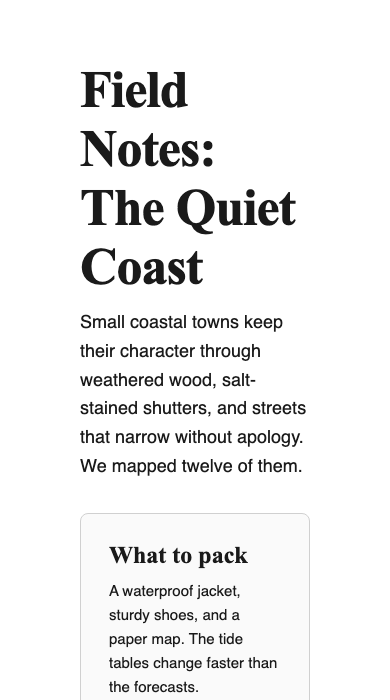 Field
Notes:
The Quiet
Coast
Small coastal towns keep
their character through
weathered wood, salt-
stained shutters, and streets
that narrow without apology.
We mapped twelve of them.
What to pack
A waterproof jacket,
sturdy shoes, and a
paper map. The tide
tables change faster than
the forecasts.